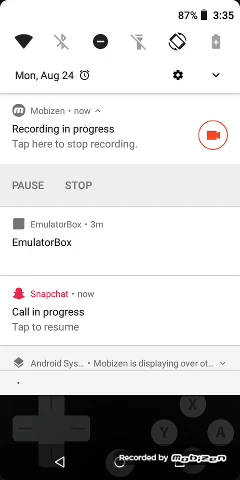 87% 3:35
Mon, Aug 24
Mobizen • now
Recording in progress
Tap here to stop recording.
PAUSE STOP
EmulatorBox • 3m
EmulatorBox
Snapchat • now
Call in progress
Tap to resume
Android Sys... • Mobizen is displaying over ot...
X
Y A
Recorded by mobizen